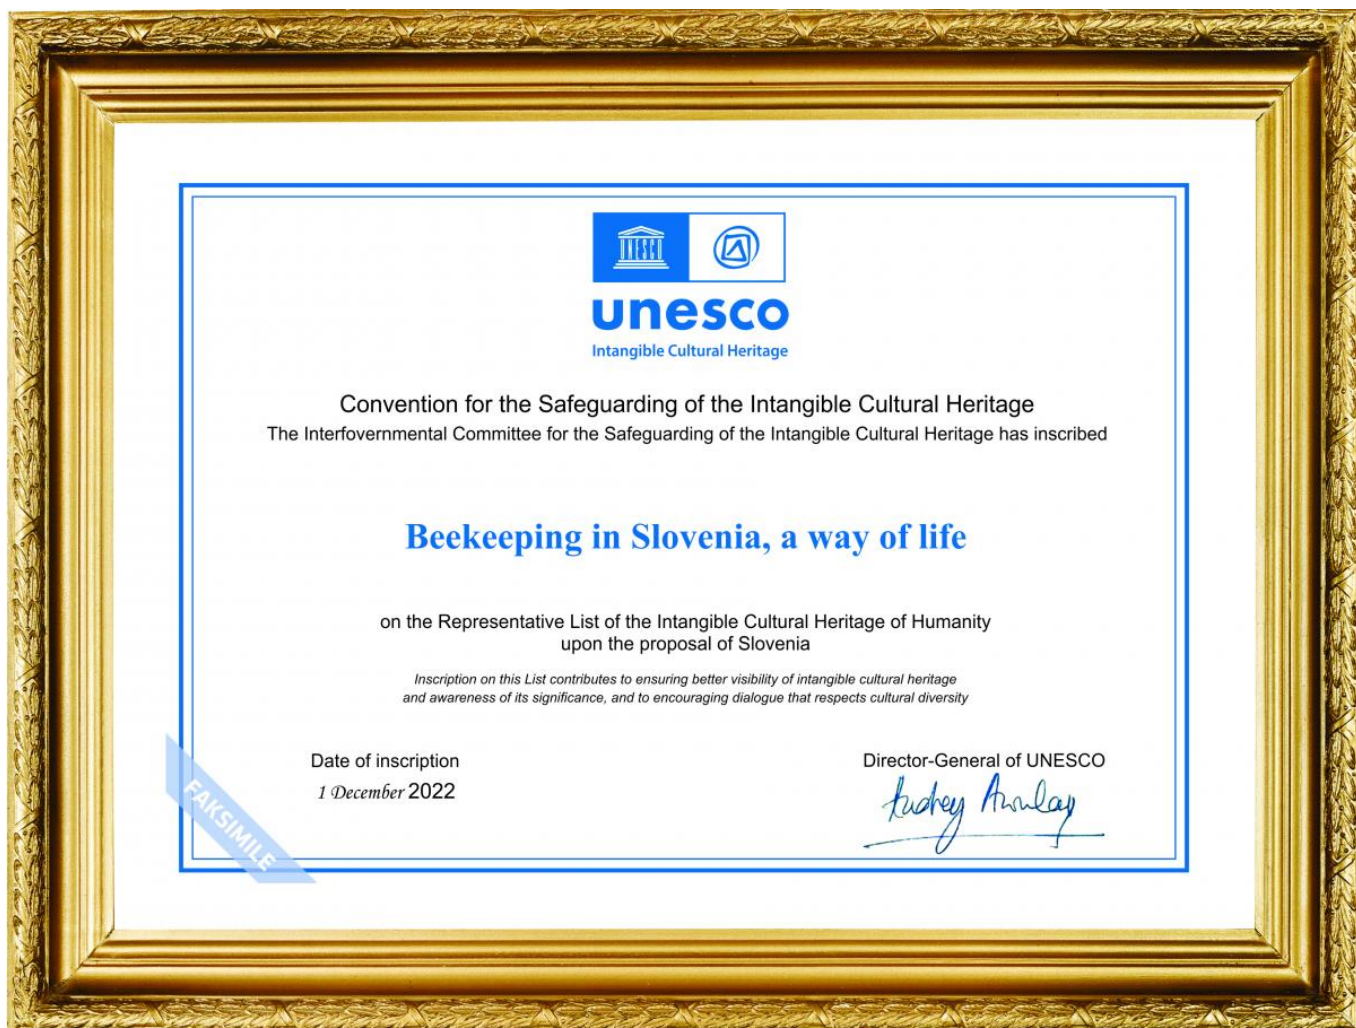 UNESCO
unesco
Intangible Cultural Heritage
Convention for the Safeguarding of the Intangible Cultural Heritage
The Interfovernmental Committee for the Safeguarding of the Intangible Cultural Heritage has inscribed
Beekeeping in Slovenia, a way of life
on the Representative List of the Intangible Cultural Heritage of Humanity
upon the proposal of Slovenia
Inscription on this List contributes to ensuring better visibility of intangible cultural heritage
and awareness of its significance, and to encouraging dialogue that respects cultural diversity
Date of inscription
1 December 2022
Director-General of UNESCO
Audrey Azoulay
FAKSIMILE